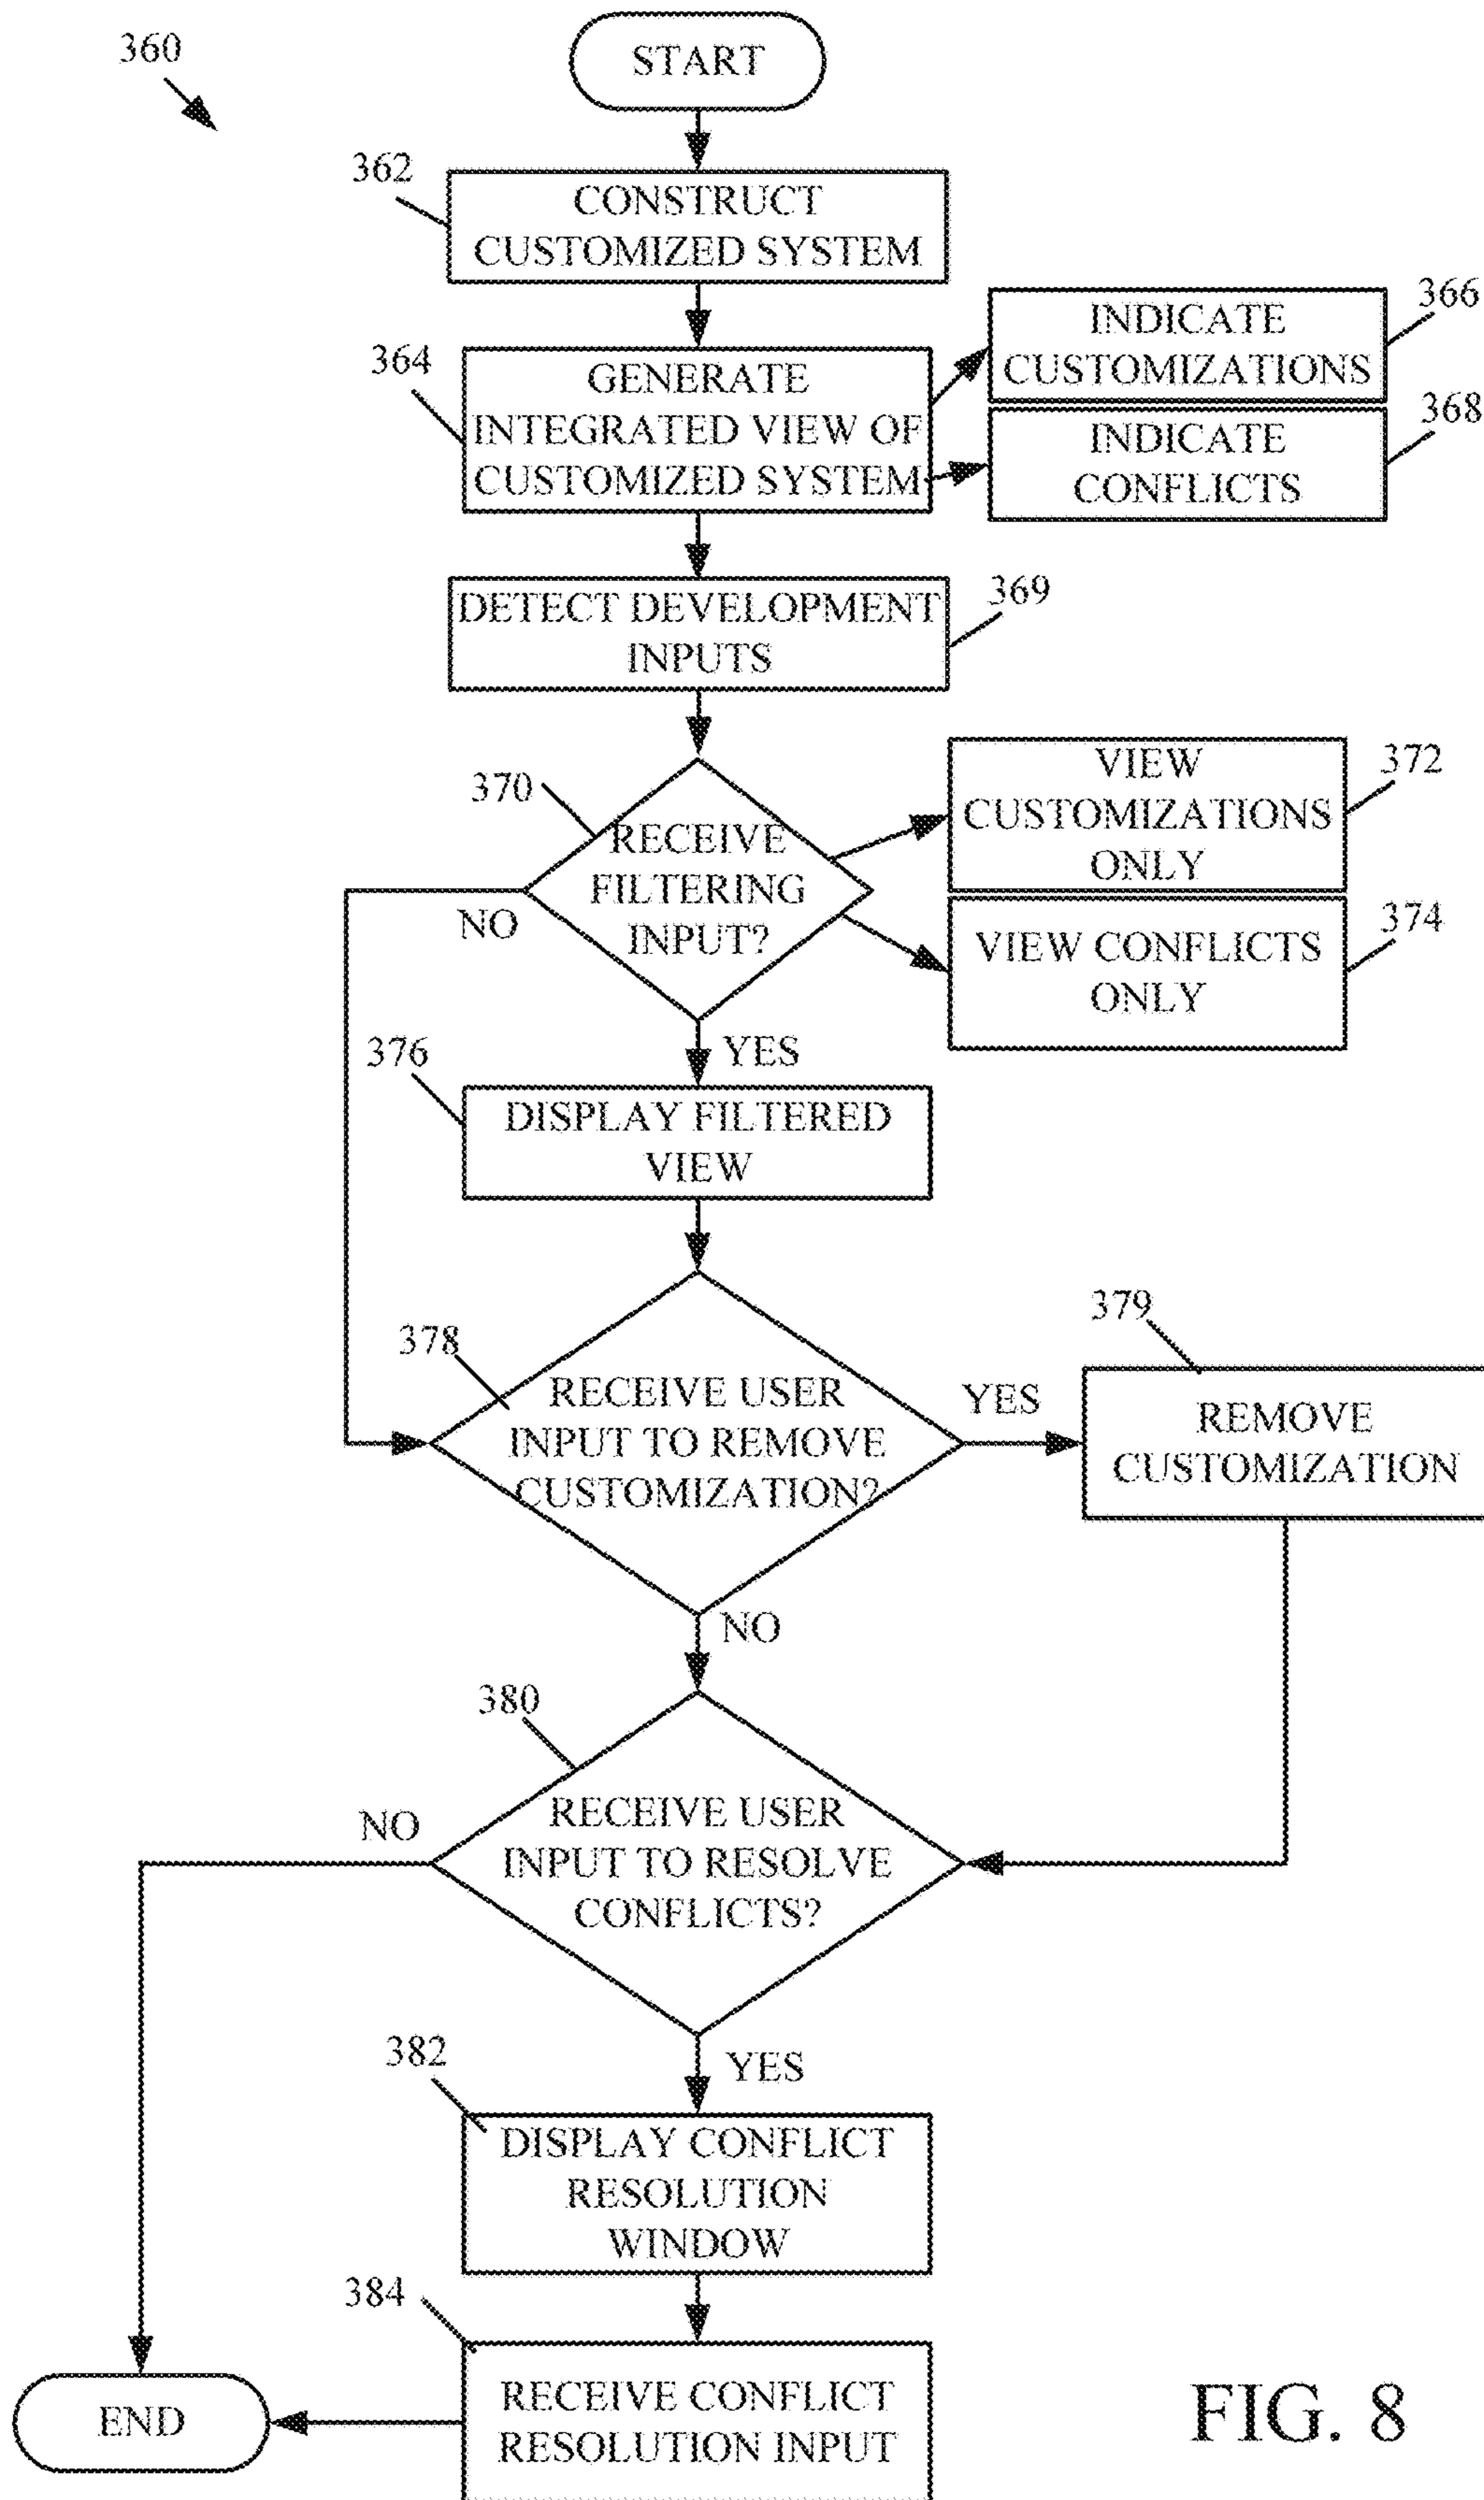 360
START
362
CONSTRUCT
CUSTOMIZED SYSTEM
364
GENERATE
INTEGRATED VIEW OF
CUSTOMIZED SYSTEM
366
INDICATE
CUSTOMIZATIONS
368
INDICATE
CONFLICTS
369
DETECT DEVELOPMENT
INPUTS
370
RECEIVE
FILTERING
INPUT?
NO
372
VIEW
CUSTOMIZATIONS
ONLY
374
VIEW CONFLICTS
ONLY
YES
376
DISPLAY FILTERED
VIEW
378
RECEIVE USER
INPUT TO REMOVE
CUSTOMIZATION?
YES
379
REMOVE
CUSTOMIZATION
NO
380
RECEIVE USER
INPUT TO RESOLVE
CONFLICTS?
NO
YES
382
DISPLAY CONFLICT
RESOLUTION
WINDOW
384
RECEIVE CONFLICT
RESOLUTION INPUT
END
FIG. 8